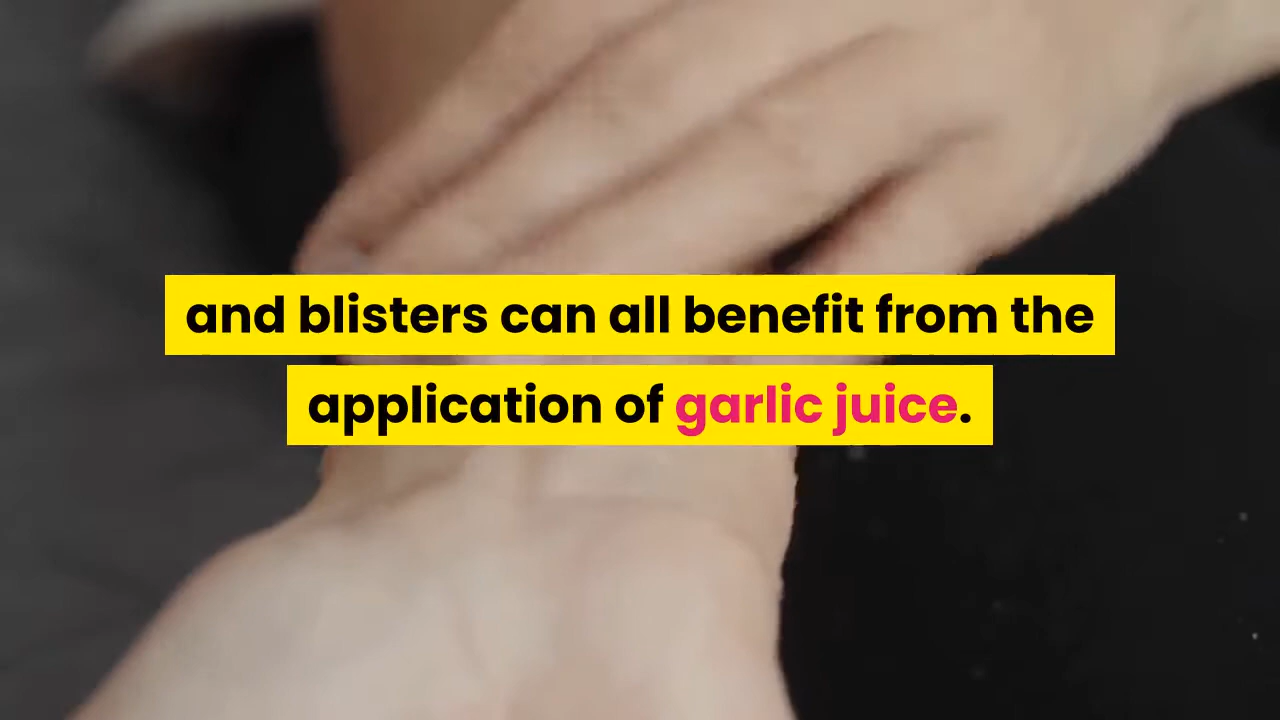 and blisters can all benefit from the
application of garlic juice.